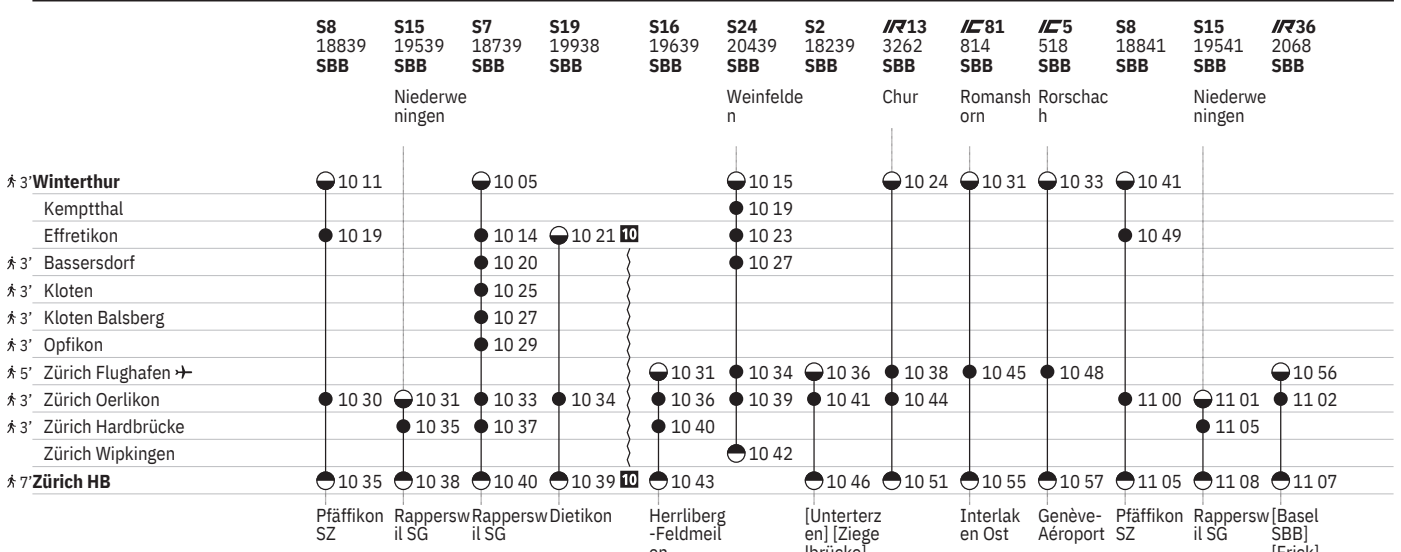 S8 S15 S7 S19 S16 S24 S2 IR13 IC81 IC5 S8 S15 IR36
18839 19539 18739 19938 19639 20439 18239 3262 814 518 18841 19541 2068
SBB SBB SBB SBB SBB SBB SBB SBB SBB SBB SBB SBB SBB
Niederwe Weinfelde Chur Romansh Rorschac Niederwe
ningen n orn h ningen
3' Winterthur 10 11 10 05 10 15 10 24 10 31 10 33 10 41
Kemptthal 10 19
Effretikon 10 19 10 14 10 21 10 10 23 10 49
3' Bassersdorf 10 20 10 27
3' Kloten 10 25
3' Kloten Balsberg 10 27
3' Opfikon 10 29
5' Zürich Flughafen 10 31 10 34 10 36 10 38 10 45 10 48 10 56
3' Zürich Oerlikon 10 30 10 31 10 33 10 34 10 36 10 39 10 41 10 44 11 00 11 01 11 02
3' Zürich Hardbrücke 10 35 10 37 10 40 11 05
Zürich Wipkingen 10 42
7' Zürich HB 10 35 10 38 10 40 10 39 10 10 43 10 46 10 51 10 55 10 57 11 05 11 08 11 07
Pfäffikon Rappersw Rappersw Dietikon Herrliberg [Unterterz Interlak Genève- Pfäffikon Rappersw [Basel
SZ il SG il SG -Feldmeil en] [Ziege en Ost Aéroport SZ il SG SBB]
en lbrücke] [Frick]